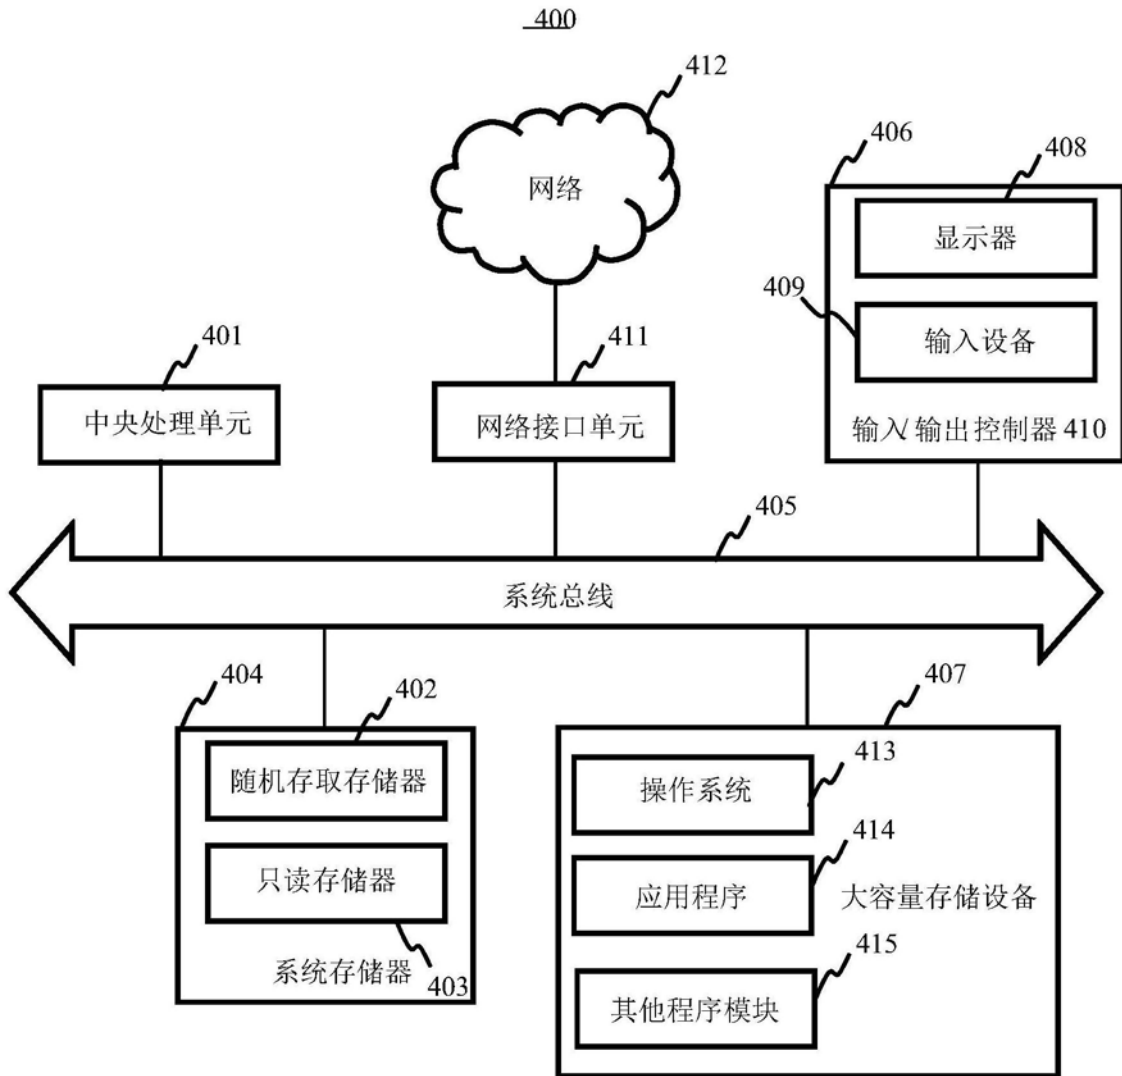 400
412
网络
406
408
显示器
409
输入设备
输入/输出控制器 410
401
中央处理单元
411
网络接口单元
405
系统总线
404
402
随机存取存储器
只读存储器
系统存储器
403
407
413
操作系统
414
应用程序
大容量存储设备
415
其他程序模块